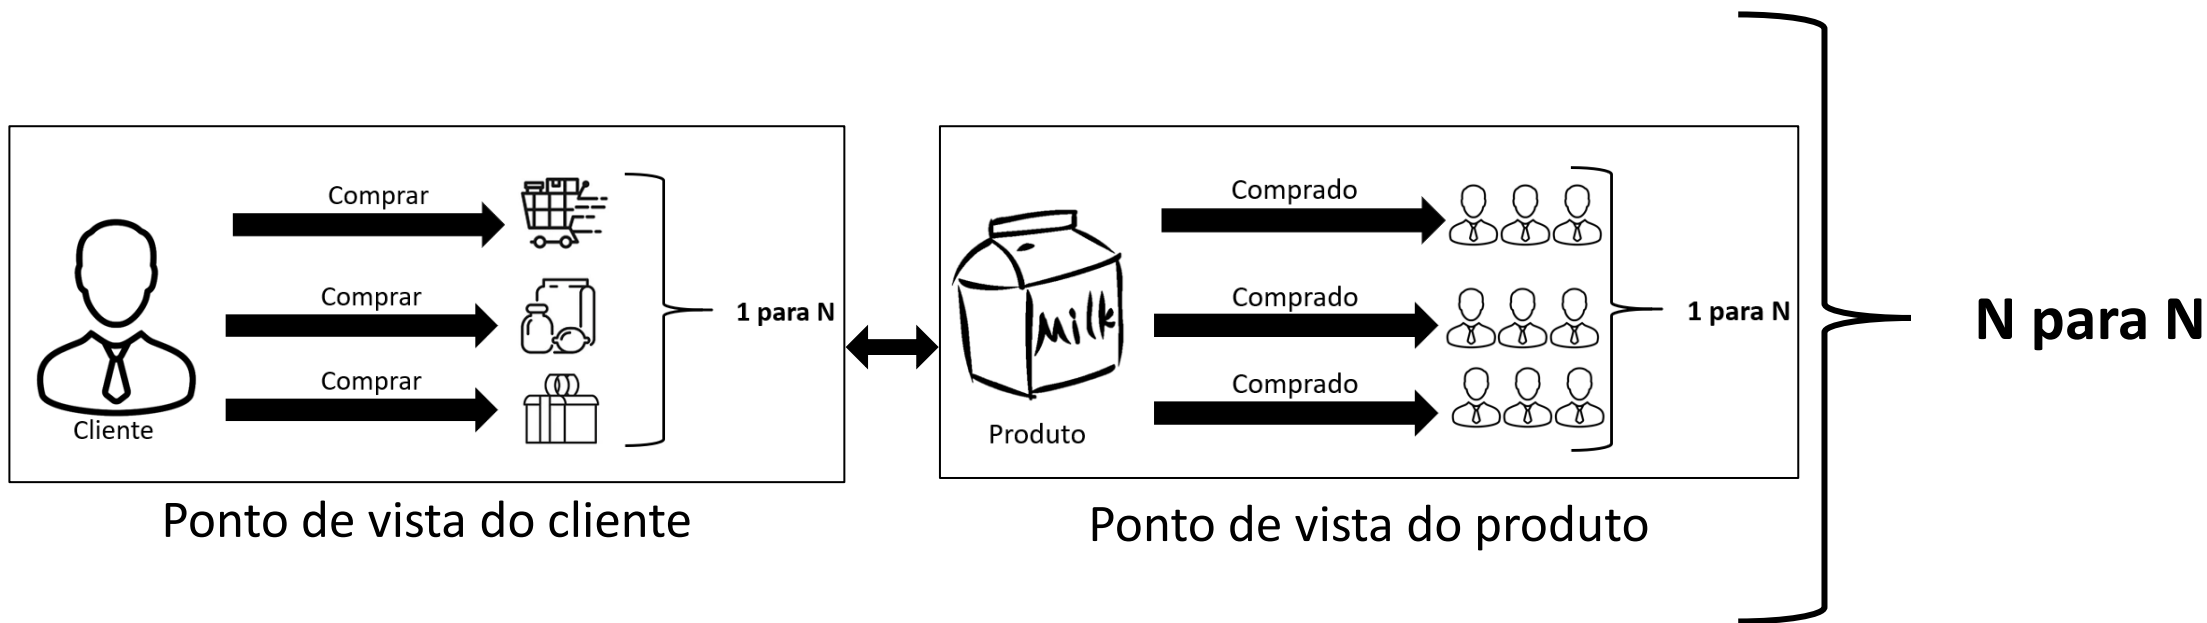 Comprar
Comprar
Comprar
Cliente
1 para N
Ponto de vista do cliente
Milk
Produto
Comprado
Comprado
Comprado
1 para N
Ponto de vista do produto
N para N